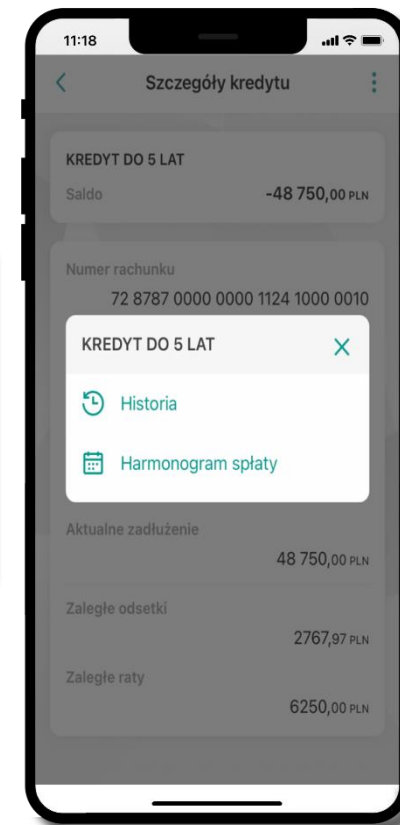 11:18
Szczegóły kredytu
KREDYT DO 5 LAT
Saldo -48 750,00 PLN
Numer rachunku
72 8787 0000 0000 1124 1000 0010
KREDYT DO 5 LAT
Historia
Harmonogram spłaty
Aktualne zadłużenie
48 750,00 PLN
Zaległe odsetki
2767,97 PLN
Zaległe raty
6250,00 PLN